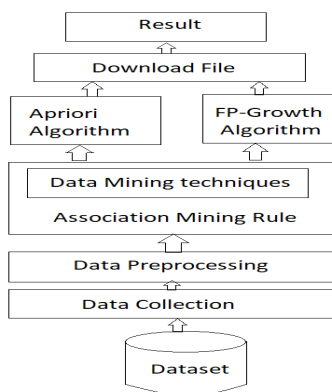 Result
Download File
Apriori
Algorithm
FP-Growth
Algorithm
Data Mining techniques
Association Mining Rule
Data Preprocessing
Data Collection
Dataset